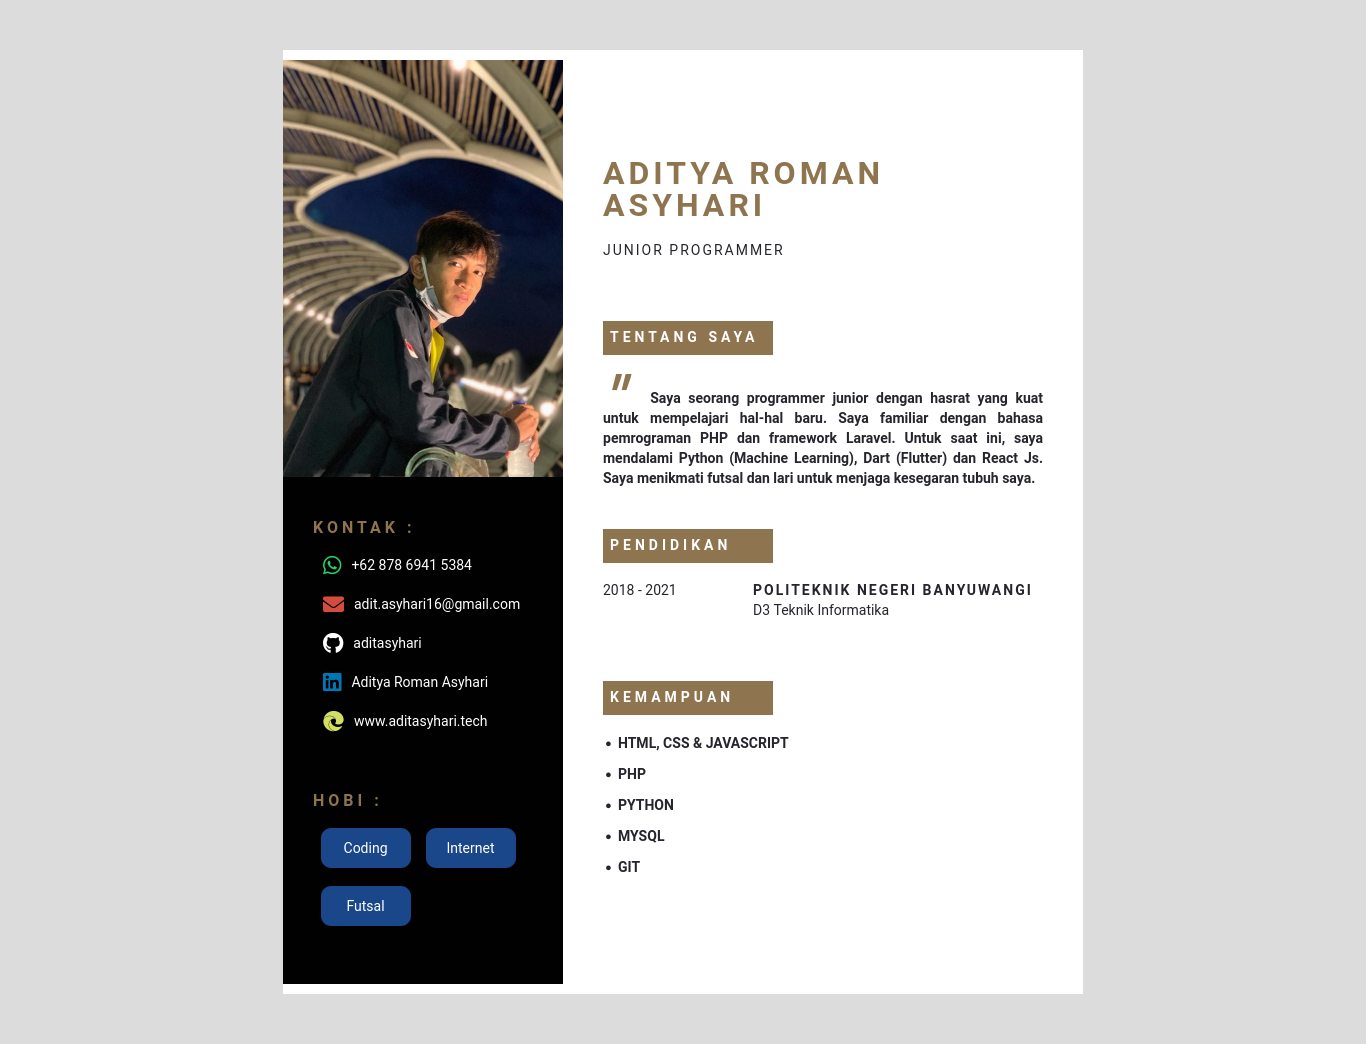 KONTAK :
+62 878 6941 5384
adit.asyhari16@gmail.com
aditasyhari
Aditya Roman Asyhari
www.aditasyhari.tech
HOBI :
Coding Internet
Futsal
ADITYA ROMAN
ASYHARI
JUNIOR PROGRAMMER
TENTANG SAYA
" Saya seorang programmer junior dengan hasrat yang kuat
untuk mempelajari hal-hal baru. Saya familiar dengan bahasa
pemrograman PHP dan framework Laravel. Untuk saat ini, saya
mendalami Python (Machine Learning), Dart (Flutter) dan React Js.
Saya menikmati futsal dan lari untuk menjaga kesegaran tubuh saya.
PENDIDIKAN
2018 - 2021 POLITEKNIK NEGERI BANYUWANGI
D3 Teknik Informatika
KEMAMPUAN
• HTML, CSS & JAVASCRIPT
• PHP
• PYTHON
• MYSQL
• GIT